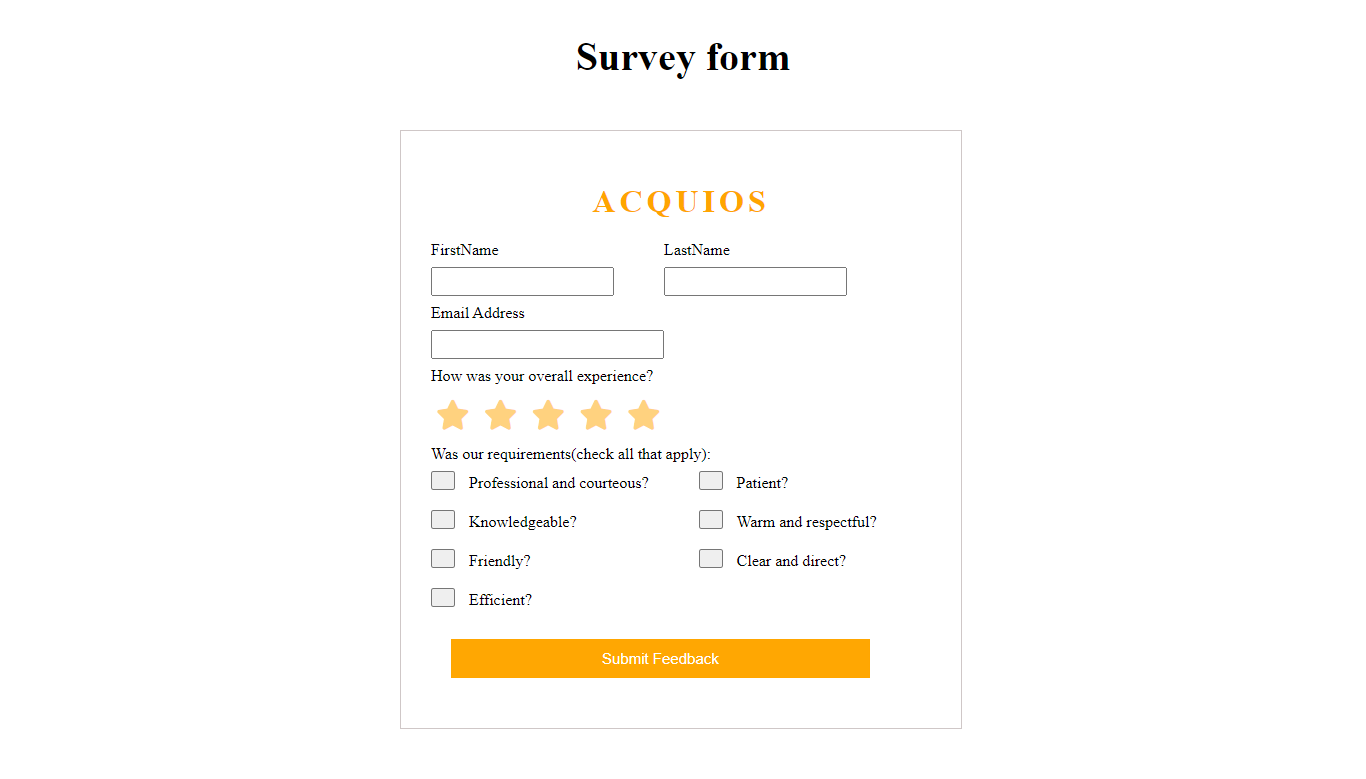 Survey form
ACQUIOS
FirstName LastName
Email Address
How was your overall experience?
Was our requirements(check all that apply):
Professional and courteous? Patient?
Knowledgeable? Warm and respectful?
Friendly? Clear and direct?
Efficient?
Submit Feedback